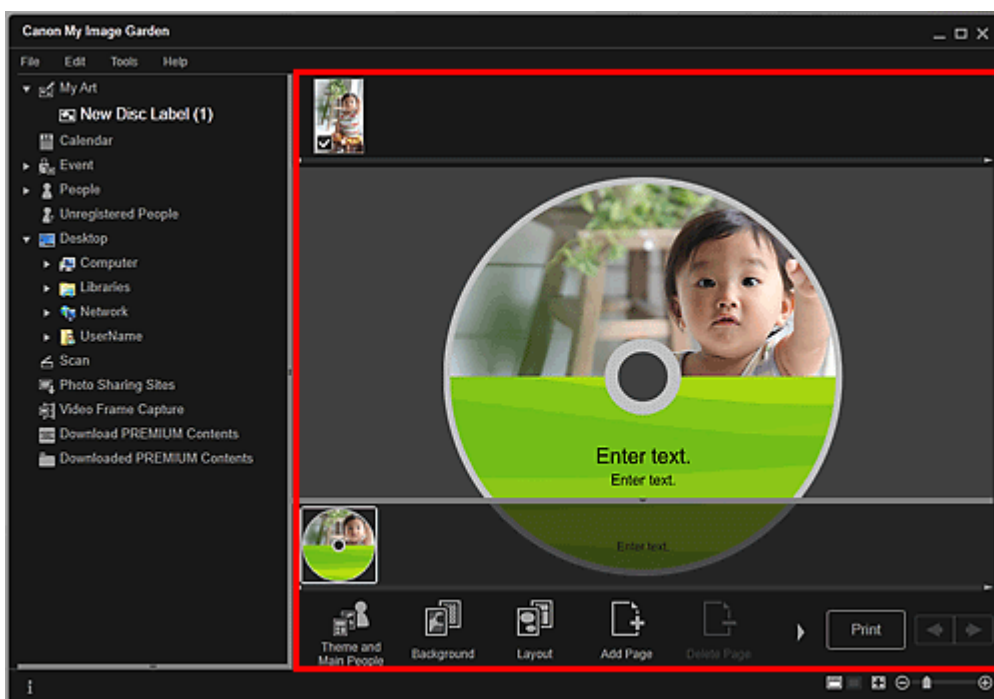 Canon My Image Garden
File Edit Tools Help
My Art
New Disc Label (1)
Calendar
Event
People
Unregistered People
Desktop
Computer
Libraries
Network
UserName
Scan
Photo Sharing Sites
Video Frame Capture
Download PREMIUM Contents
Downloaded PREMIUM Contents
Enter text.
Enter text.
Enter text.
Theme and
Main People
Background
Layout
Add Page
Delete Page
Print